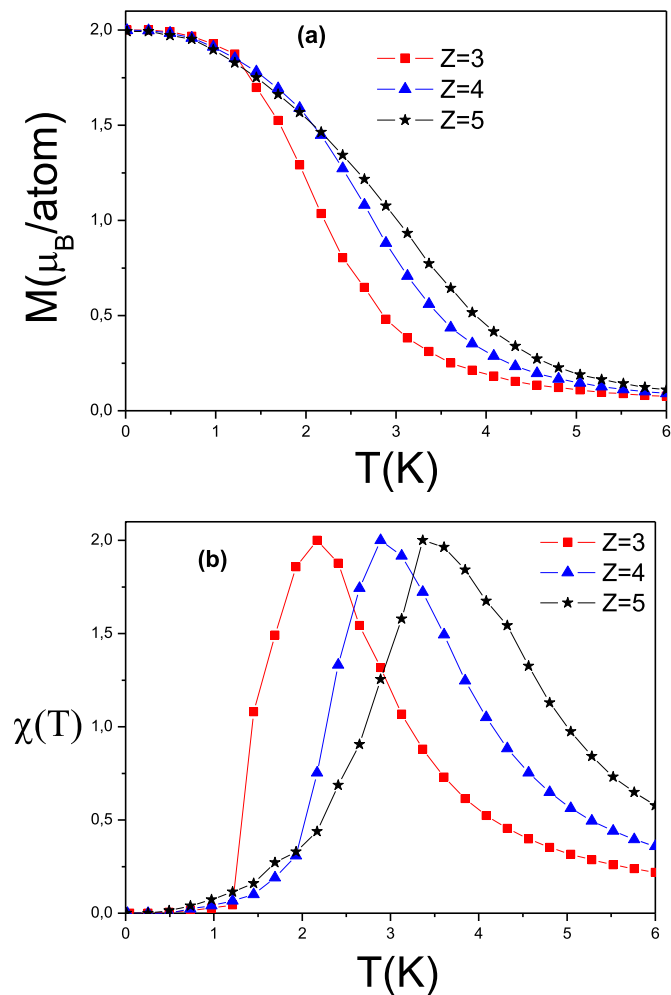 (a)
Z=3
Z=4
Z=5
2,0
1,5
1,0
0,5
0,0
M(μB/atom)
0 1 2 3 4 5 6
T(K)
(b)
Z=3
Z=4
Z=5
2,0
1,5
1,0
0,5
0,0
χ(T)
0 1 2 3 4 5 6
T(K)